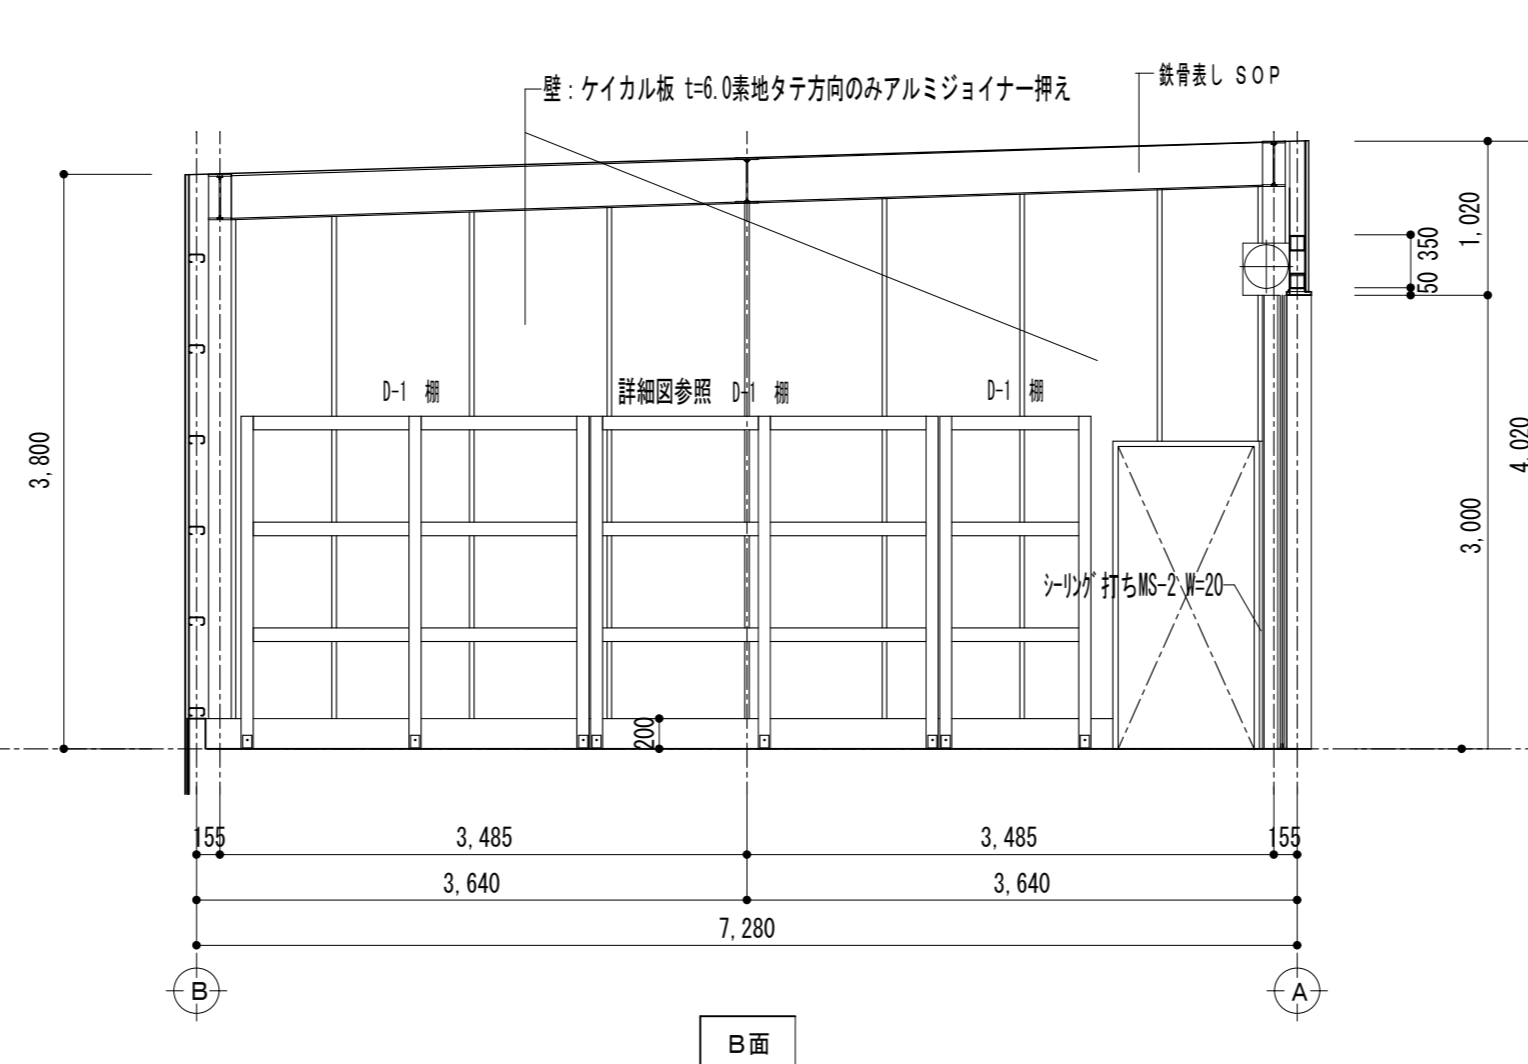 壁：ケイカル板 t=6.0素地タテ方向のみアルミジョイナー押え
鉄骨表し SOP
1,020
350
50
D-1 棚
詳細図参照 D-1 棚
D-1 棚
3,800
4,020
3,000
シーリング打ちMS-2 W=20
200
155
3,485
3,485
155
3,640
3,640
7,280
B
A
B面